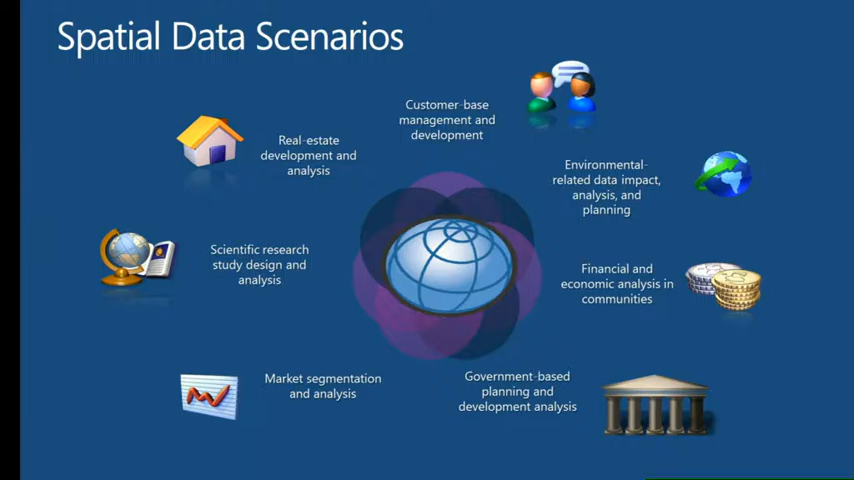 Spatial Data Scenarios
Customer-base
management and
development
Real-estate
development and
analysis
Environmental-
related data impact,
analysis, and
planning
Scientific research
study design and
analysis
Financial and
economic analysis in
communities
Market segmentation
and analysis
Government-based
planning and
development analysis